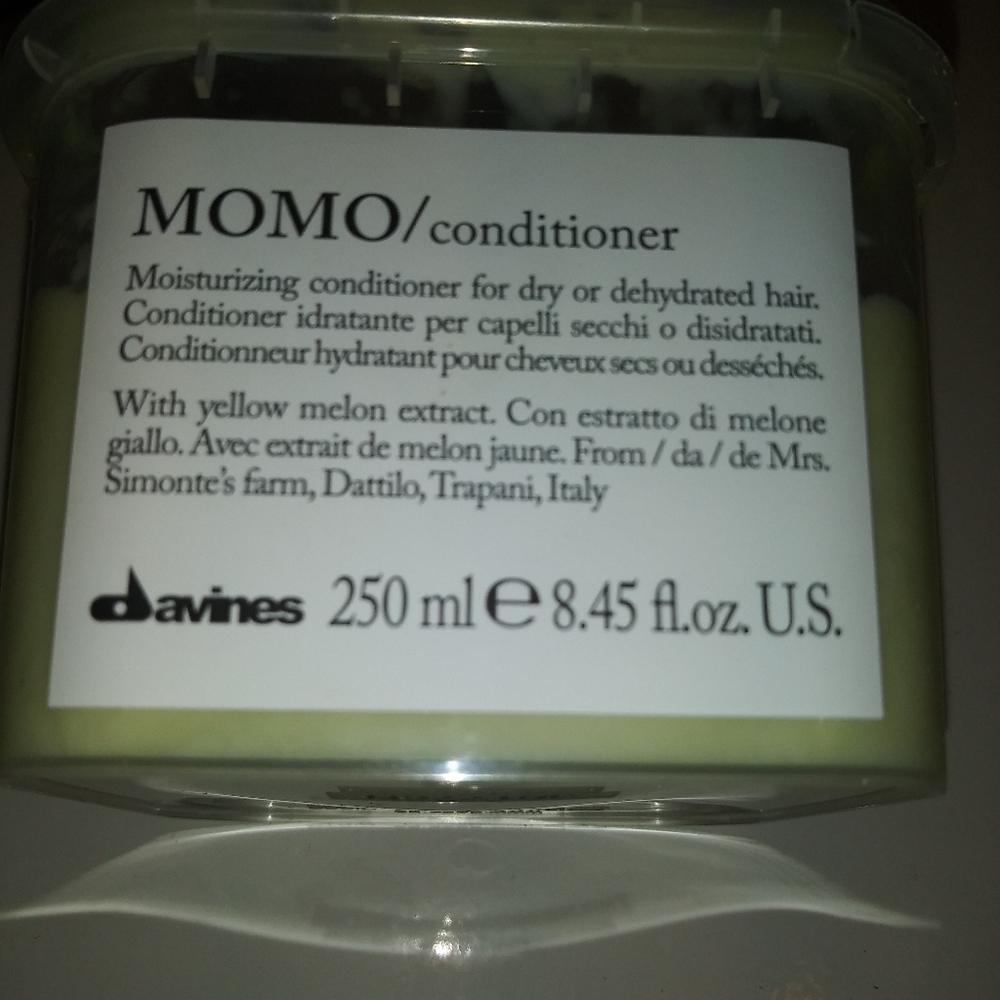 MOMO/conditioner
Moisturizing conditioner for dry or dehydrated hair.
Conditioner idratante per capelli secchi o disidratati.
Conditionneur hydratant pour cheveux secs ou desséchés.
With yellow melon extract. Con estratto di melone
giallo. Avec extrait de melon jaune. From / da / de Mrs.
Simonte's farm, Dattilo, Trapani, Italy
davines 250 ml e 8.45 fl.oz. U.S.